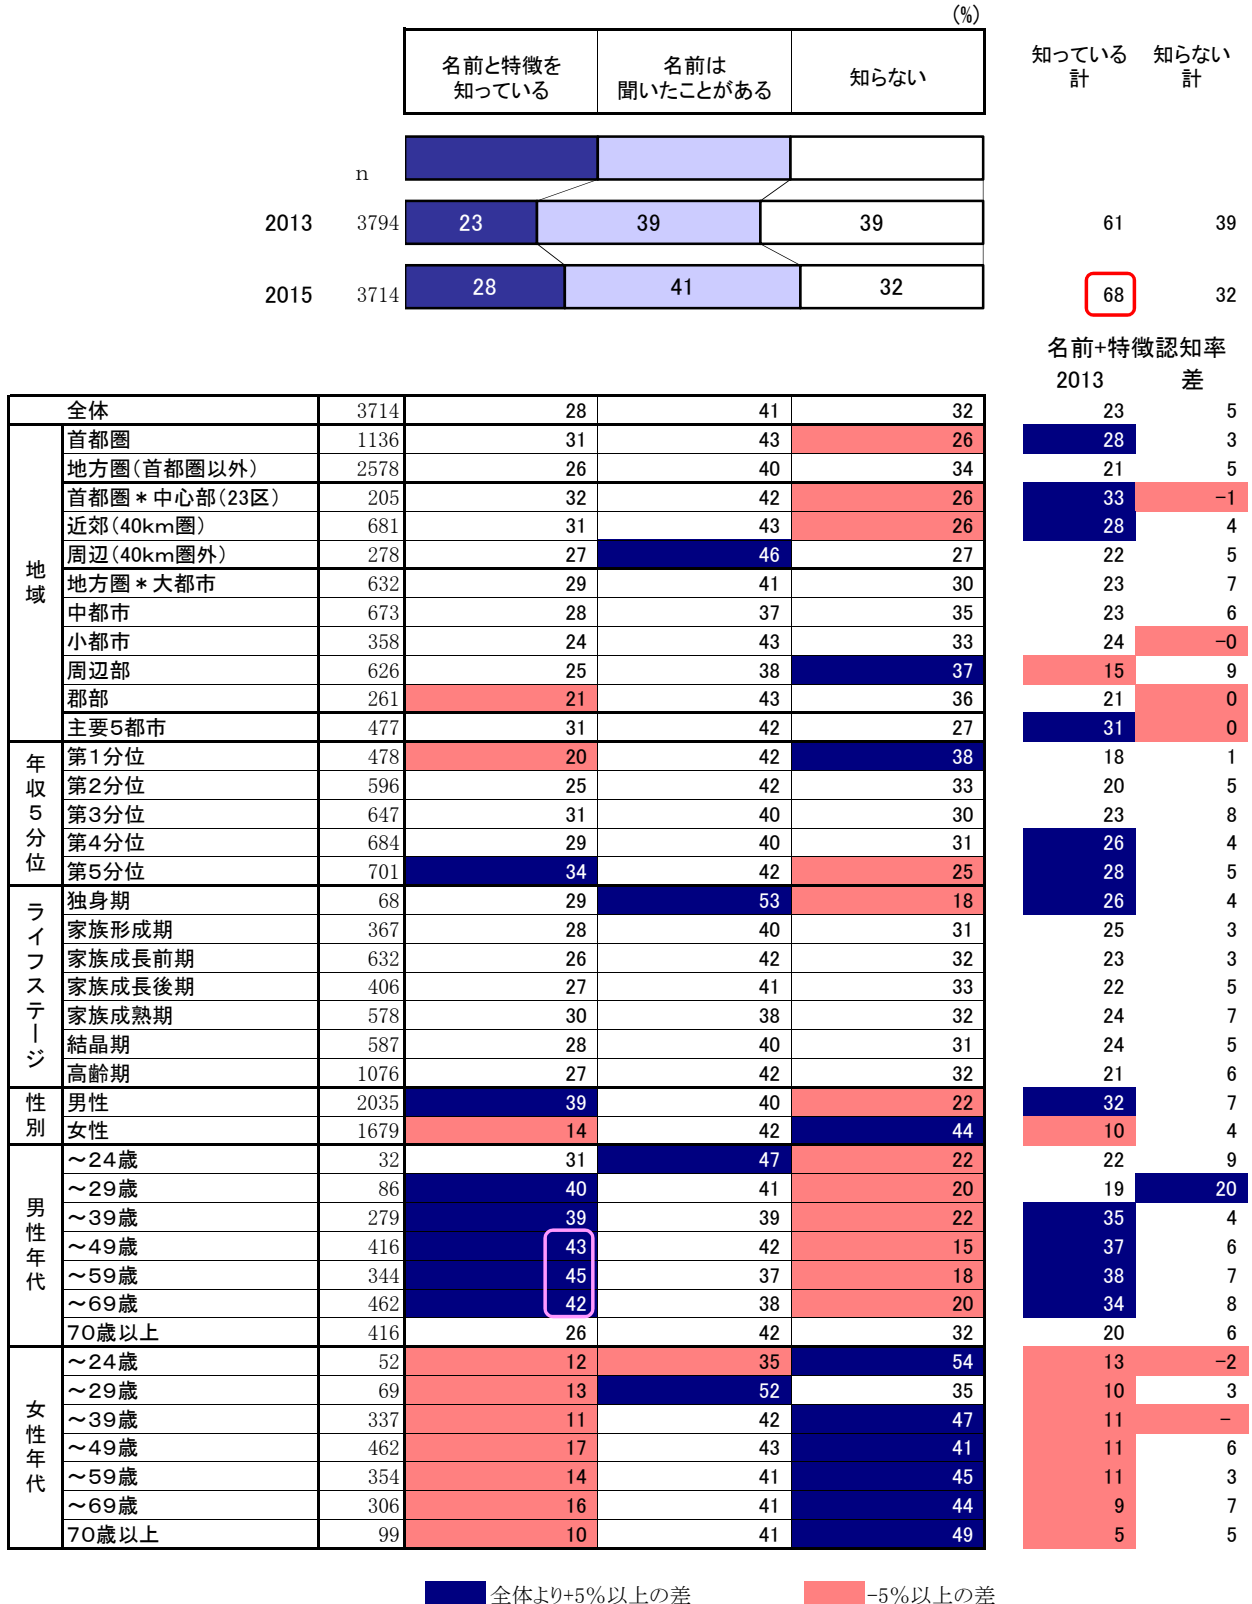 (%)
名前と特徴を
知っている
名前は
聞いたことがある
知らない
知っている
計
知らない
計
n
2013 3794 23 39 39 61 39
2015 3714 28 41 32 68 32
名前+特徴認知率
2013 差
全体 3714 28 41 32 23 5
地域
首都圏 1136 31 43 26 28 3
地方圏(首都圏以外) 2578 26 40 34 21 5
首都圏*中心部(23区) 205 32 42 26 33 -1
近郊(40km圏) 681 31 43 26 28 4
周辺(40km圏外) 278 27 46 27 22 5
地方圏*大都市 632 29 41 30 23 7
中都市 673 28 37 35 23 6
小都市 358 24 43 33 24 -0
周辺部 626 25 38 37 15 9
郡部 261 21 43 36 21 0
主要5都市 477 31 42 27 31 0
年収5分位
第1分位 478 20 42 38 18 1
第2分位 596 25 42 33 20 5
第3分位 647 31 40 30 23 8
第4分位 684 29 40 31 26 4
第5分位 701 34 42 25 28 5
ライフステージ
独身期 68 29 53 18 26 4
家族形成期 367 28 40 31 25 3
家族成長前期 632 26 42 32 23 3
家族成長後期 406 27 41 33 22 5
家族成熟期 578 30 38 32 24 7
結晶期 587 28 40 31 24 5
高齢期 1076 27 42 32 21 6
性別
男性 2035 39 40 22 32 7
女性 1679 14 42 44 10 4
男性年代
~24歳 32 31 47 22 22 9
~29歳 86 40 41 20 19 20
~39歳 279 39 39 22 35 4
~49歳 416 43 42 15 37 6
~59歳 344 45 37 18 38 7
~69歳 462 42 38 20 34 8
70歳以上 416 26 42 32 20 6
女性年代
~24歳 52 12 35 54 13 -2
~29歳 69 13 52 35 10 3
~39歳 337 11 42 47 11 -
~49歳 462 17 43 41 11 6
~59歳 354 14 41 45 11 3
~69歳 306 16 41 44 9 7
70歳以上 99 10 41 49 5 5
全体より+5%以上の差 -5%以上の差